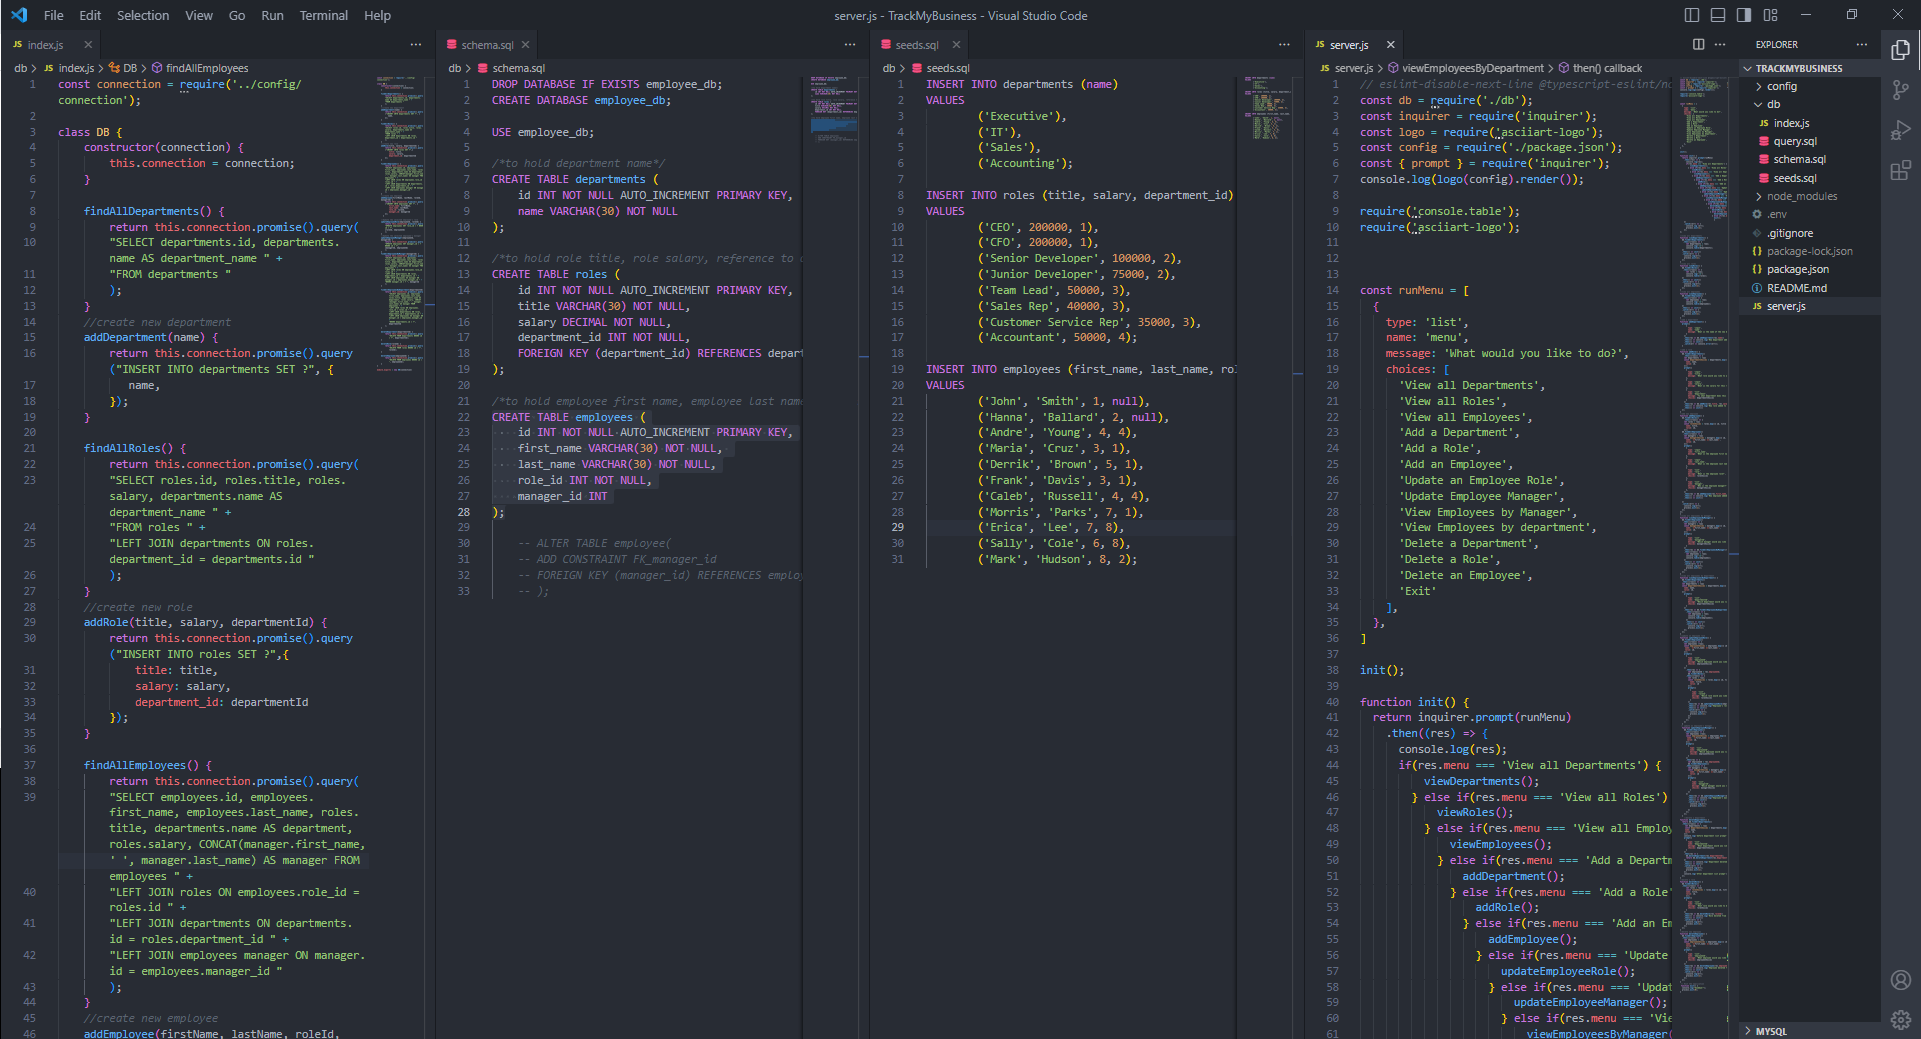 File Edit Selection View Go Run Terminal Help
server.js - TrackMyBusiness - Visual Studio Code
JS index.js
db > JS index.js > DB > findAllEmployees
1 const connection = require('../config/
connection');
2
3 class DB {
4 constructor(connection) {
5 this.connection = connection;
6 }
7
8 findAllDepartments() {
9 return this.connection.promise().query(
10 "SELECT departments.id, departments.
name AS department_name " +
11 "FROM departments "
12 );
13 }
14 //create new department
15 addDepartment(name) {
16 return this.connection.promise().query
("INSERT INTO departments SET ?", {
17 name,
18 });
19 }
20
21 findAllRoles() {
22 return this.connection.promise().query(
23 "SELECT roles.id, roles.title, roles.
salary, departments.name AS
department_name " +
24 "FROM roles " +
25 "LEFT JOIN departments ON roles.
department_id = departments.id "
26 );
27 }
28 //create new role
29 addRole(title, salary, departmentId) {
30 return this.connection.promise().query
("INSERT INTO roles SET ?",{
31 title: title,
32 salary: salary,
33 department_id: departmentId
34 });
35 }
36
37 findAllEmployees() {
38 return this.connection.promise().query(
39 "SELECT employees.id, employees.
first_name, employees.last_name, roles.
title, departments.name AS department,
roles.salary, CONCAT(manager.first_name,
' ', manager.last_name) AS manager FROM
employees " +
40 "LEFT JOIN roles ON employees.role_id =
roles.id " +
41 "LEFT JOIN departments ON departments.
id = roles.department_id " +
42 "LEFT JOIN employees manager ON manager.
id = employees.manager_id "
43 );
44 }
45 //create new employee
46 addEmployee(firstName, lastName, roleId,
schema.sql
db > schema.sql
1 DROP DATABASE IF EXISTS employee_db;
2 CREATE DATABASE employee_db;
3
4 USE employee_db;
5
6 /*to hold department name*/
7 CREATE TABLE departments (
8 id INT NOT NULL AUTO_INCREMENT PRIMARY KEY,
9 name VARCHAR(30) NOT NULL
10 );
11
12 /*to hold role title, role salary, reference to
13 CREATE TABLE roles (
14 id INT NOT NULL AUTO_INCREMENT PRIMARY KEY,
15 title VARCHAR(30) NOT NULL,
16 salary DECIMAL NOT NULL,
17 department_id INT NOT NULL,
18 FOREIGN KEY (department_id) REFERENCES depart
19 );
20
21 /*to hold employee first name, employee last name
22 CREATE TABLE employees (
23 id INT NOT NULL AUTO_INCREMENT PRIMARY KEY,
24 first_name VARCHAR(30) NOT NULL,
25 last_name VARCHAR(30) NOT NULL,
26 role_id INT NOT NULL,
27 manager_id INT
28 );
29
30 -- ALTER TABLE employee(
31 -- ADD CONSTRAINT FK_manager_id
32 -- FOREIGN KEY (manager_id) REFERENCES employ
33 -- );
seeds.sql
db > seeds.sql
1 INSERT INTO departments (name)
2 VALUES
3 ('Executive'),
4 ('IT'),
5 ('Sales'),
6 ('Accounting');
7
8 INSERT INTO roles (title, salary, department_id)
9 VALUES
10 ('CEO', 200000, 1),
11 ('CFO', 200000, 1),
12 ('Senior Developer', 100000, 2),
13 ('Junior Developer', 75000, 2),
14 ('Team Lead', 50000, 3),
15 ('Sales Rep', 40000, 3),
16 ('Customer Service Rep', 35000, 3),
17 ('Accountant', 50000, 4);
18
19 INSERT INTO employees (first_name, last_name, rol
20 VALUES
21 ('John', 'Smith', 1, null),
22 ('Hanna', 'Ballard', 2, null),
23 ('Andre', 'Young', 4, 4),
24 ('Maria', 'Cruz', 3, 1),
25 ('Derrik', 'Brown', 5, 1),
26 ('Frank', 'Davis', 3, 1),
27 ('Caleb', 'Russell', 4, 4),
28 ('Morris', 'Parks', 7, 1),
29 ('Erica', 'Lee', 7, 8),
30 ('Sally', 'Cole', 6, 8),
31 ('Mark', 'Hudson', 8, 2);
JS server.js
JS server.js > viewEmployeesByDepartment > then() callback
1 // eslint-disable-next-line @typescript-eslint/no
2 const db = require('./db');
3 const inquirer = require('inquirer');
4 const logo = require('asciiart-logo');
5 const config = require('./package.json');
6 const { prompt } = require('inquirer');
7 console.log(logo(config).render());
8
9 require('console.table');
10 require('asciiart-logo');
11
12
13
14 const runMenu = [
15 {
16 type: 'list',
17 name: 'menu',
18 message: 'What would you like to do?',
19 choices: [
20 'View all Departments',
21 'View all Roles',
22 'View all Employees',
23 'Add a Department',
24 'Add a Role',
25 'Add an Employee',
26 'Update an Employee Role',
27 'Update Employee Manager',
28 'View Employees by Manager',
29 'View Employees by department',
30 'Delete a Department',
31 'Delete a Role',
32 'Delete an Employee',
33 'Exit'
34 ],
35 },
36 ]
37
38 init();
39
40 function init() {
41 return inquirer.prompt(runMenu)
42 .then((res) => {
43 console.log(res);
44 if(res.menu === 'View all Departments') {
45 viewDepartments();
46 } else if(res.menu === 'View all Roles')
47 viewRoles();
48 } else if(res.menu === 'View all Employ
49 viewEmployees();
50 } else if(res.menu === 'Add a Departm
51 addDepartment();
52 } else if(res.menu === 'Add a Role'
53 addRole();
54 } else if(res.menu === 'Add an Em
55 addEmployee();
56 } else if(res.menu === 'Update
57 updateEmployeeRole();
58 } else if(res.menu === 'Updat
59 updateEmployeeManager();
60 } else if(res.menu === 'Vie
61 viewEmployeesByManager(
EXPLORER
TRACKMYBUSINESS
> config
db
JS index.js
query.sql
schema.sql
seeds.sql
> node_modules
.env
.gitignore
{} package-lock.json
{} package.json
README.md
JS server.js
> MYSQL